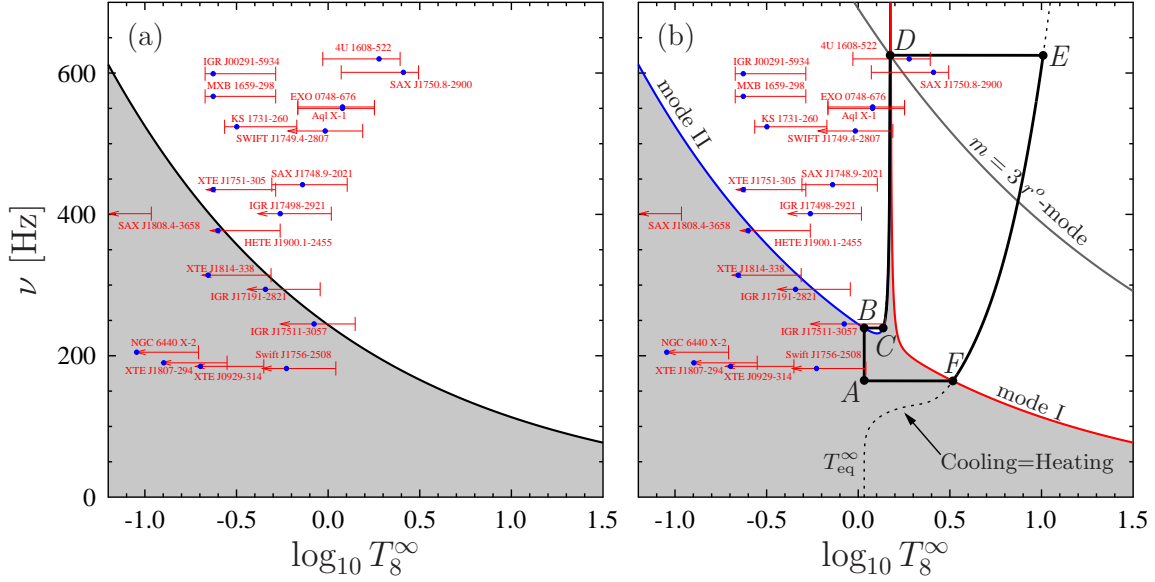 (a)
4U 1608-522
IGR J00291-5934
SAX J1750.8-2900
MXB 1659-298
EXO 0748-676
Aql X-1
KS 1731-260
SWIFT J1749.4-2807
XTE J1751-305
SAX J1748.9-2021
IGR J17498-2921
SAX J1808.4-3658
HETE J1900.1-2455
XTE J1814-338
IGR J17191-2821
IGR J17511-3057
NGC 6440 X-2
Swift J1756-2508
XTE J1807-294
XTE J0929-314
ν [Hz]
600
400
200
0
-1.0
-0.5
0.0
0.5
1.0
1.5
log₁₀ T₈^∞
(b)
D
E
4U 1608-522
IGR J00291-5934
SAX J1750.8-2900
MXB 1659-298
mode II
EXO 0748-676
Aql X-1
KS 1731-260
SWIFT J1749.4-2807
m = 3 r^o-mode
XTE J1751-305
SAX J1748.9-2021
IGR J17498-2921
SAX J1808.4-3658
HETE J1900.1-2455
XTE J1814-338
IGR J17191-2821
B
IGR J17511-3057
C
NGC 6440 X-2
Swift J1756-2508
XTE J1807-294
XTE J0929-314
A
F
mode I
T_eq^∞
Cooling=Heating
600
400
200
0
-1.0
-0.5
0.0
0.5
1.0
1.5
log₁₀ T₈^∞